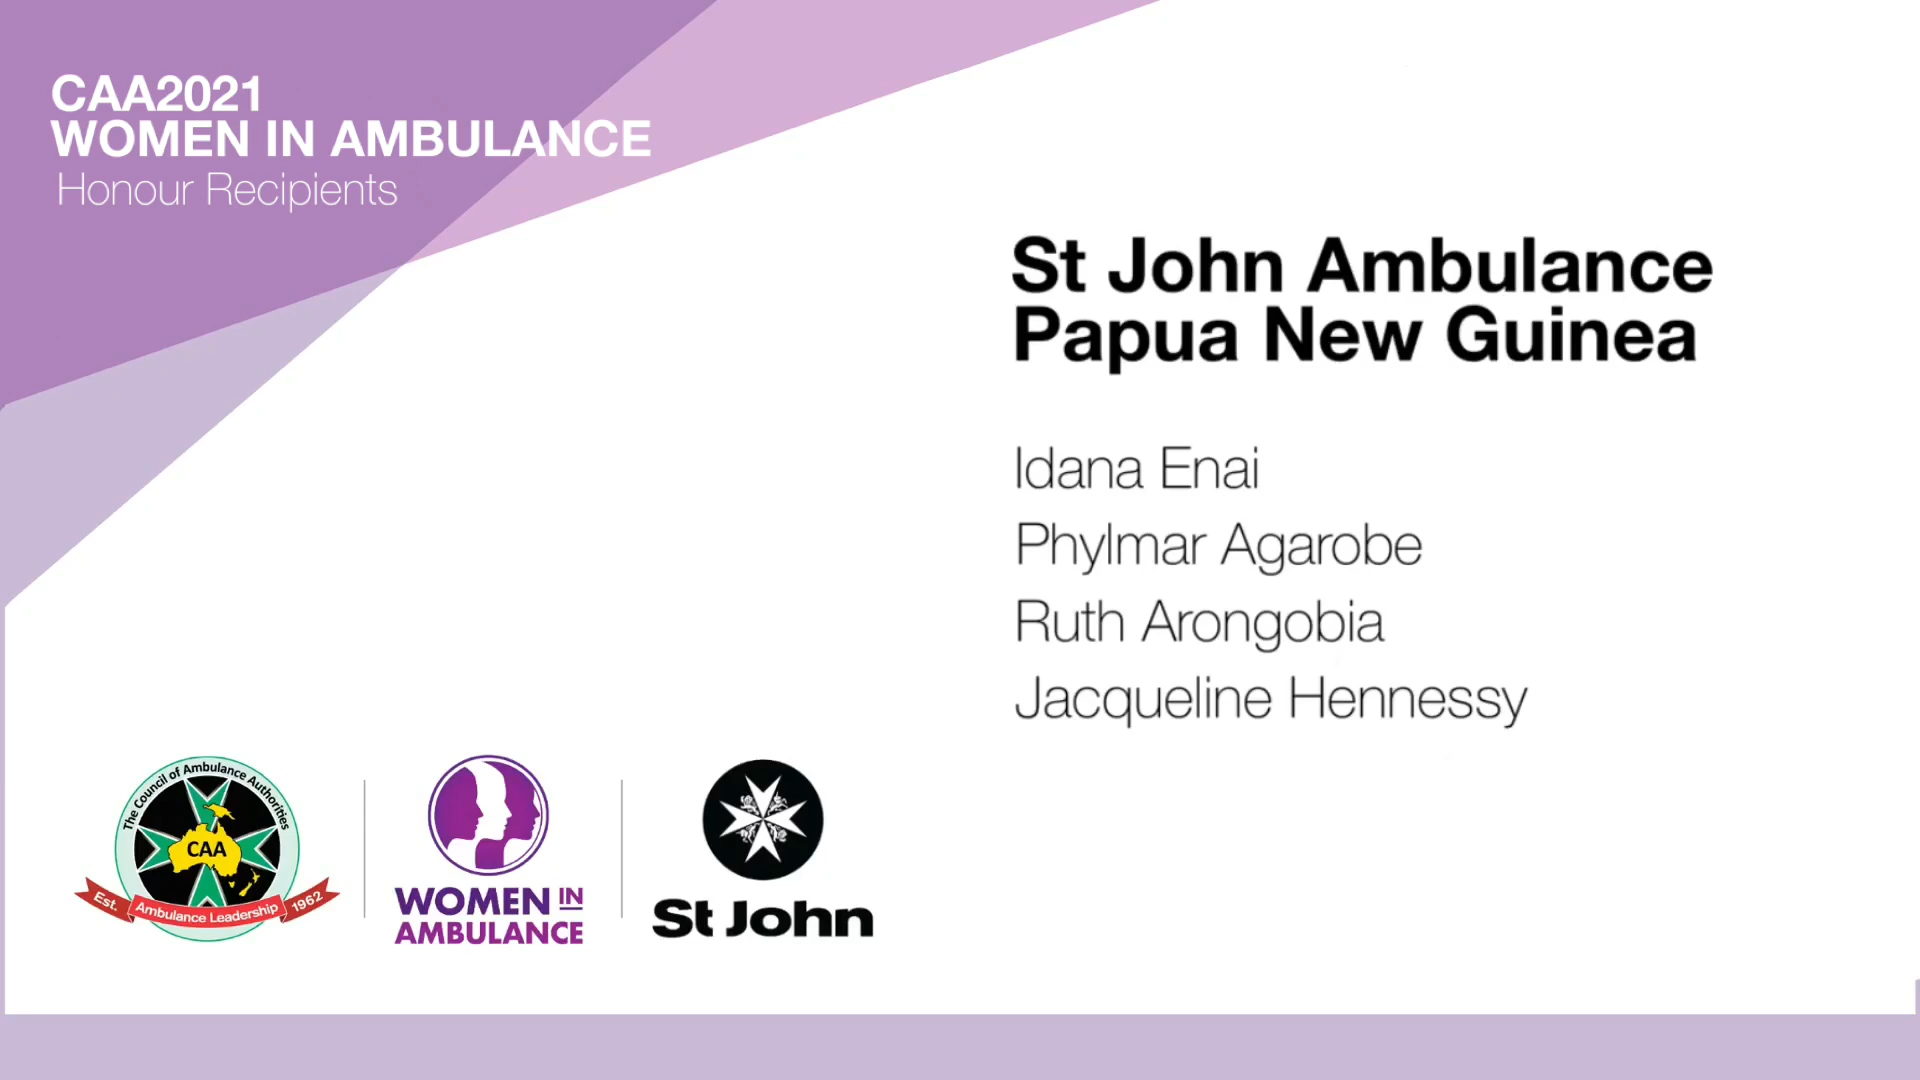 CAA2021
WOMEN IN AMBULANCE
Honour Recipients
St John Ambulance
Papua New Guinea
Idana Enai
Phylmar Agarobe
Ruth Arongobia
Jacqueline Hennessy
The Council of Ambulance Authorities
CAA
Est. Ambulance Leadership 1962
WOMEN IN
AMBULANCE
St John